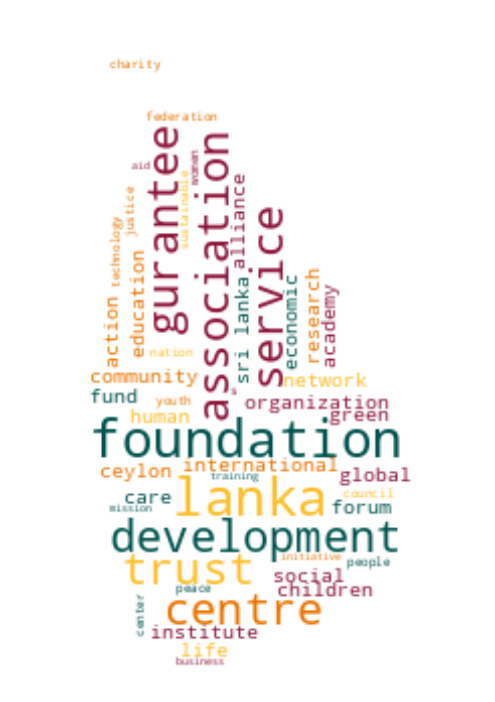 charity
federation
gurantee
association
aid
women
sustainable
alliance
justice
technology
service
education
action
sri lanka
economic
research
academy
nation
community
network
fund
youth
s
organization
human
green
foundation
ceylon
international
training
global
lanka
care
council
mission
forum
development
trust
initiative
people
social
peace
children
centre
center
institute
life
business